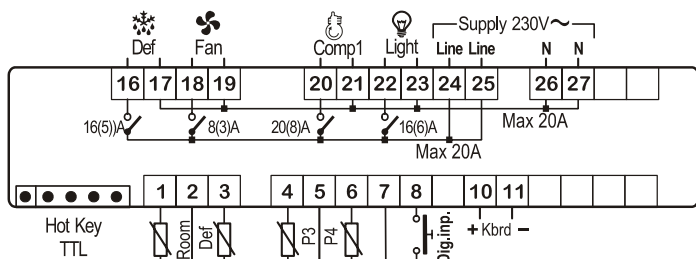 Supply 230V~
Def Fan Comp1 Light Line Line N N
16 17 18 19 20 21 22 23 24 25 26 27
16(5))A 8(3)A 20(8)A 16(6)A Max 20A
Max 20A
1 2 3 4 5 6 7 8 10 11
Hot Key
TTL
Room
Def
P3
P4
Dig.inp.
+ Kbrd -